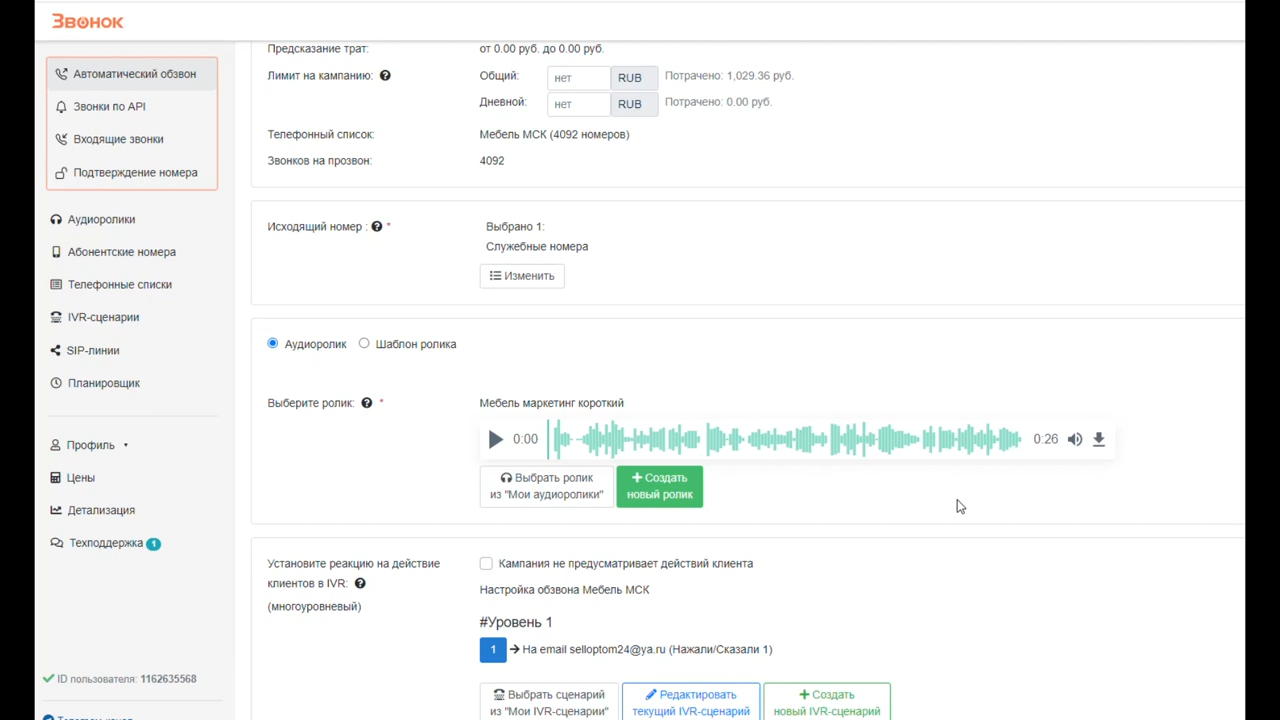 Звонок
Автоматический обзвон
Звонки по API
Входящие звонки
Подтверждение номера
Аудиоролики
Абонентские номера
Телефонные списки
IVR-сценарии
SIP-линии
Планировщик
Профиль
Цены
Детализация
Техподдержка 1
ID пользователя: 1162635568
Телеграм канал
Предсказание трат: от 0.00 руб. до 0.00 руб.
Лимит на кампанию: ? Общий: нет RUB Потрачено: 1,029.36 руб.
Дневной: нет RUB Потрачено: 0.00 руб.
Телефонный список: Мебель МСК (4092 номеров)
Звонков на прозвон: 4092
Исходящий номер : ? * Выбрано 1:
Служебные номера
Изменить
Аудиоролик Шаблон ролика
Выберите ролик: ? * Мебель маркетинг короткий
0:00 0:26
Выбрать ролик
из "Мои аудиоролики"
+ Создать
новый ролик
Установите реакцию на действие
клиентов в IVR: ?
(многоуровневый)
Кампания не предусматривает действий клиента
Настройка обзвона Мебель МСК
#Уровень 1
1 → На email selloptom24@ya.ru (Нажали/Сказали 1)
Выбрать сценарий
из "Мои IVR-сценарии"
Редактировать
текущий IVR-сценарий
+ Создать
новый IVR-сценарий